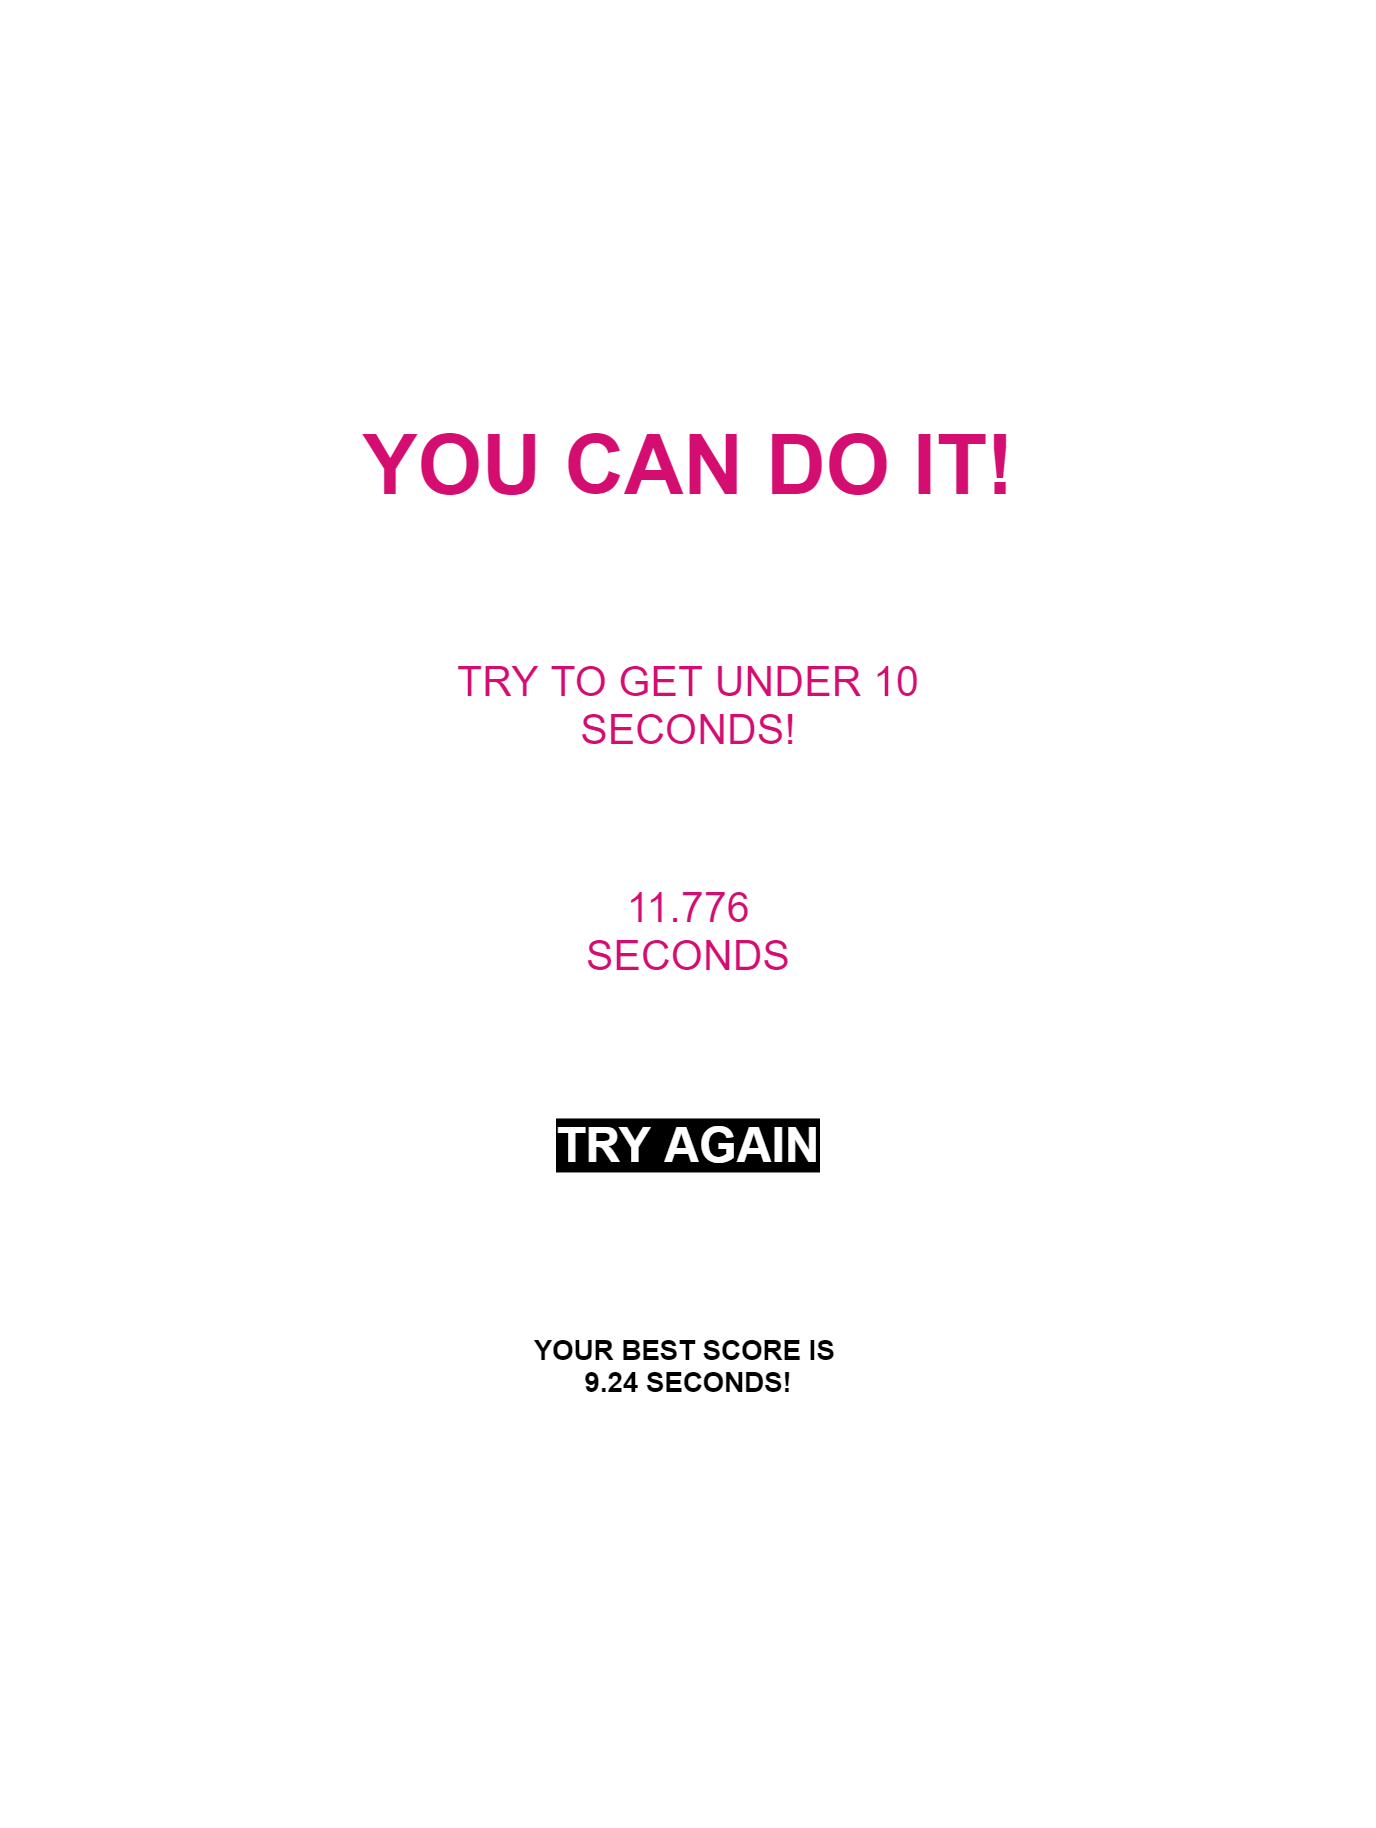 YOU CAN DO IT!
TRY TO GET UNDER 10
SECONDS!
11.776
SECONDS
TRY AGAIN
YOUR BEST SCORE IS
9.24 SECONDS!